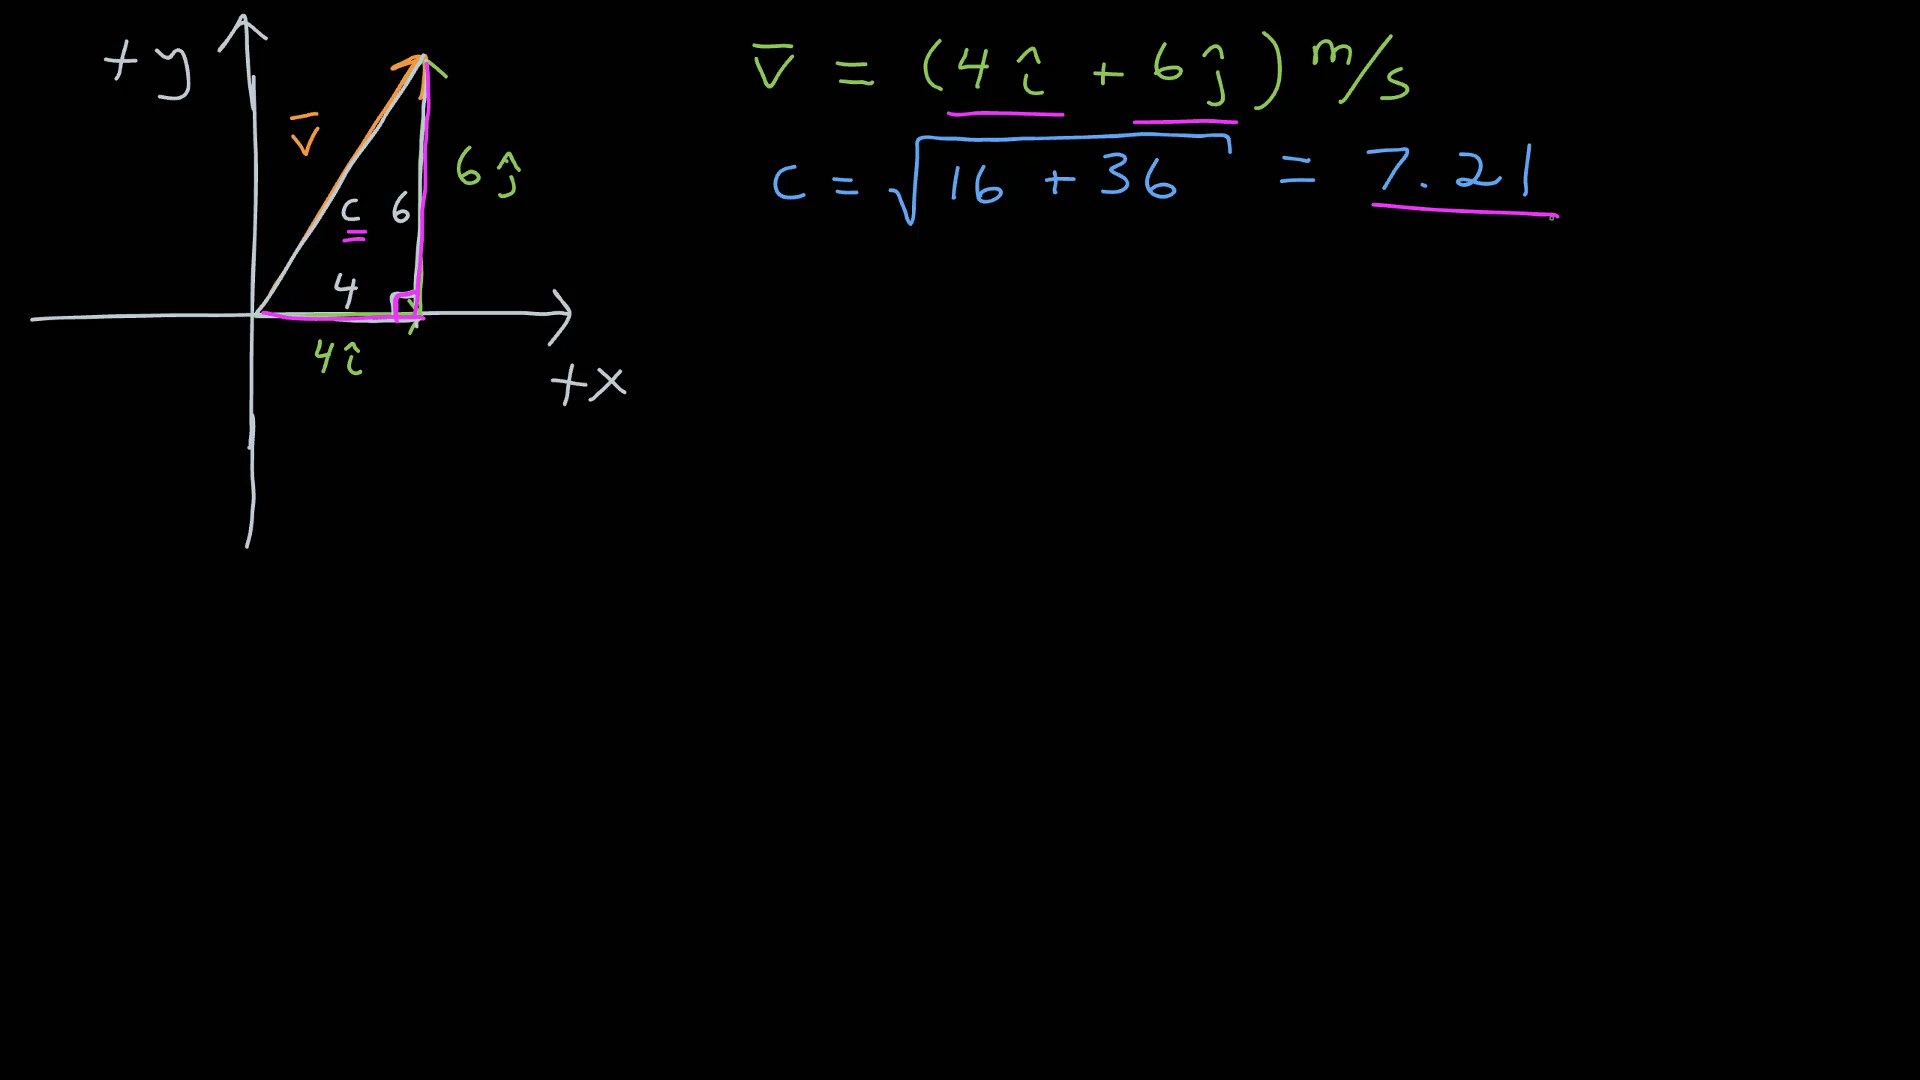 +y
v̅ = (4î + 6ĵ) m/s
v̅
c = √16 + 36 = 7.21
6ĵ
c 6
4
4î
+x